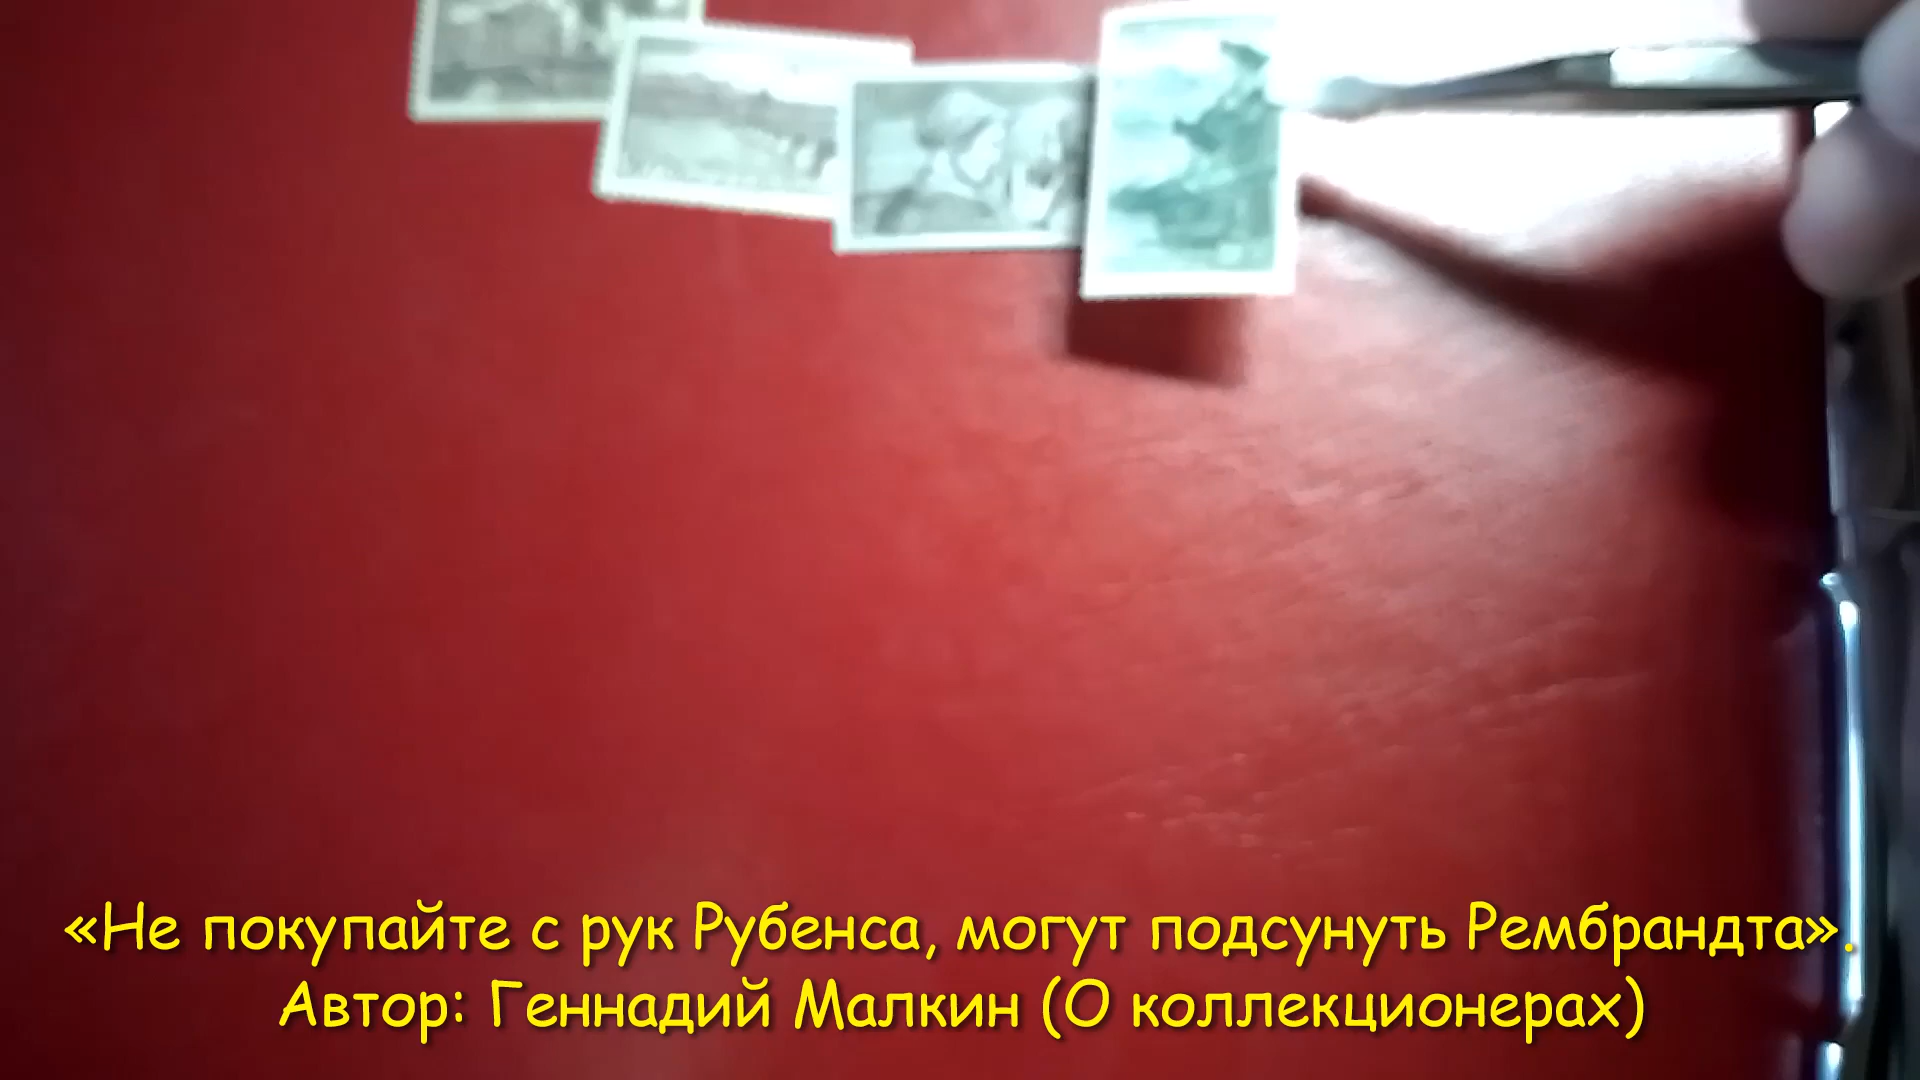 «Не покупайте с рук Рубенса, могут подсунуть Рембрандта».
Автор: Геннадий Малкин (О коллекционерах)